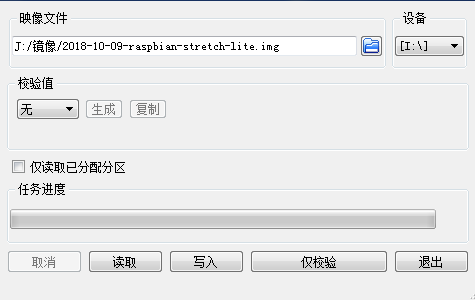 映像文件
设备
J:/镜像/2018-10-09-raspbian-stretch-lite.img
[I:\]
校验值
无
生成
复制
仅读取已分配分区
任务进度
取消
读取
写入
仅校验
退出